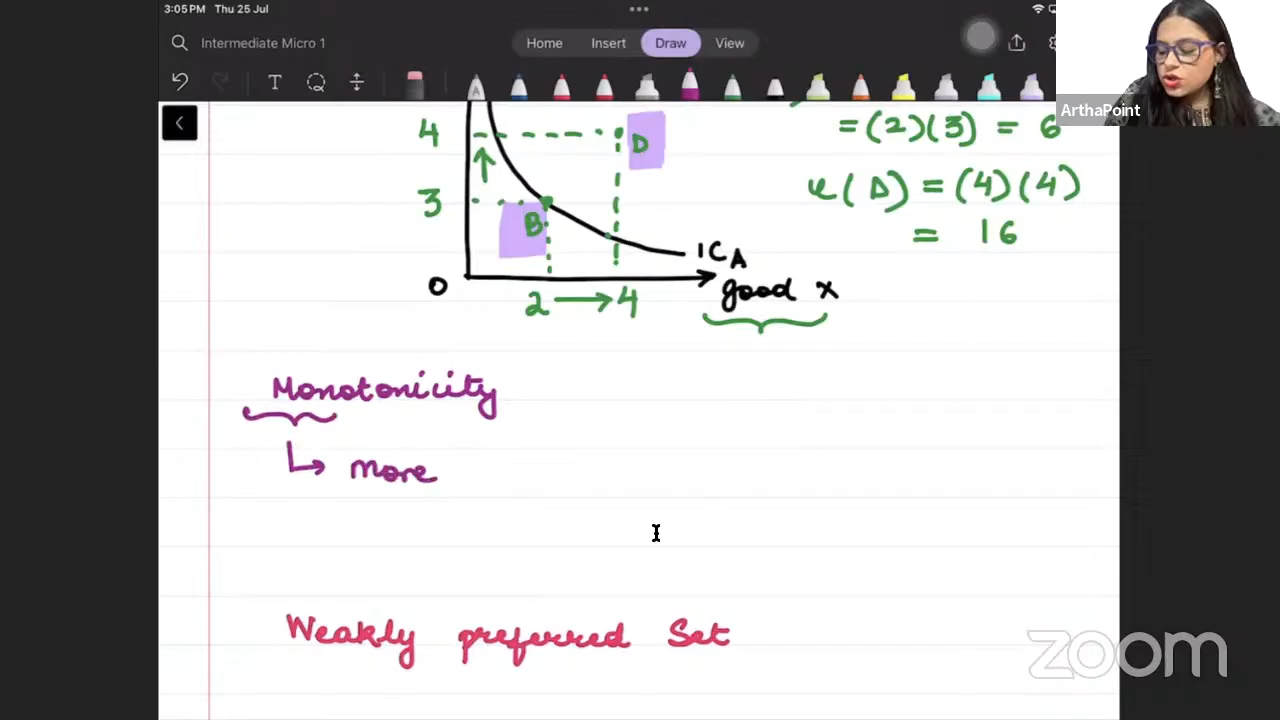 3:05 PM Thu 25 Jul
Intermediate Micro 1
Home Insert Draw View
ArthaPoint
T
A
4
D
= (2)(3) = 6
3
B
u(D) = (4)(4)
= 16
ICA
0
2 → 4
good x
Monotonicity
↳ More
Weakly preferred Set
zoom